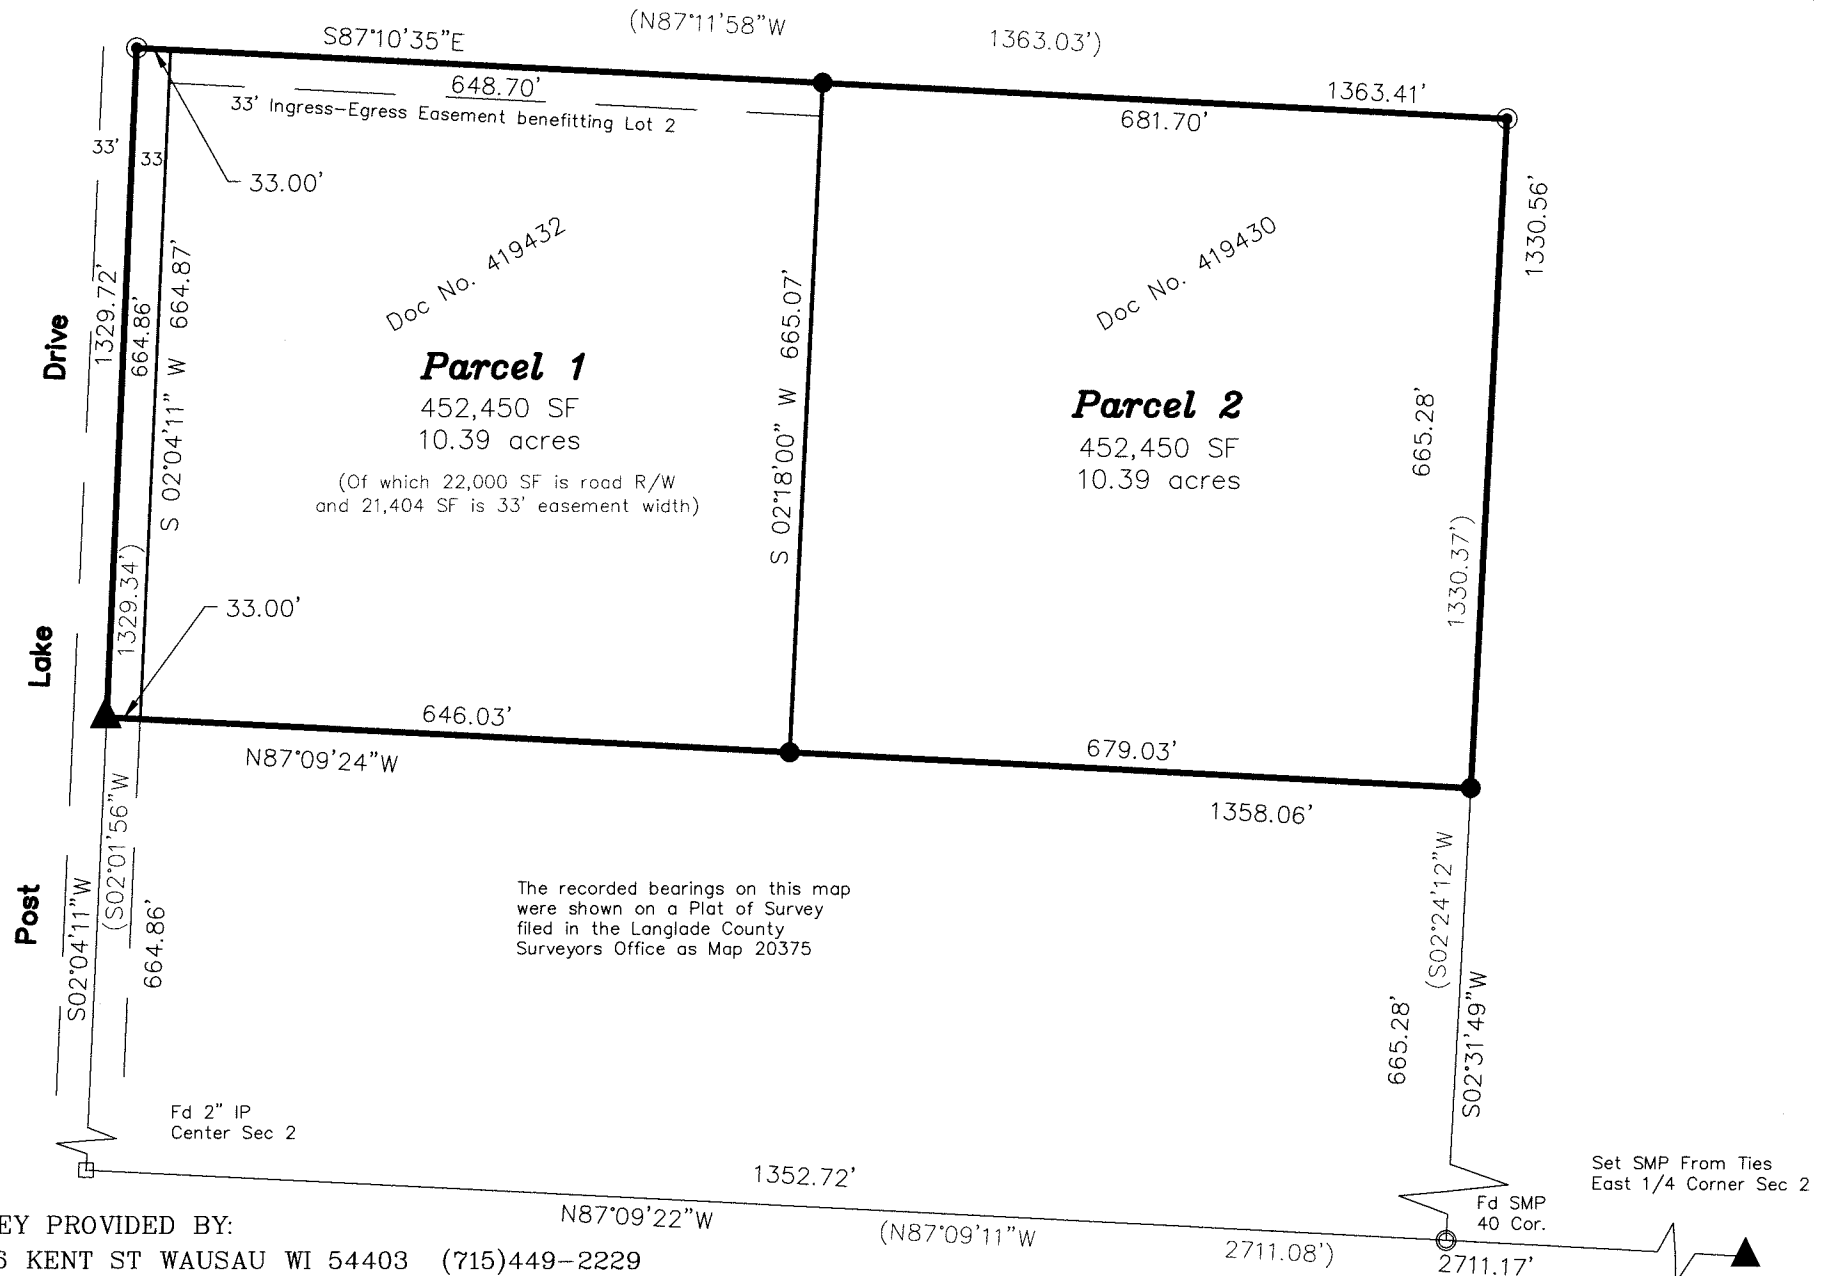 (N87°11'58"W 1363.03')
S87°10'35"E
648.70'
1363.41'
681.70'
33' Ingress-Egress Easement benefitting Lot 2
33'
33
33.00'
1329.72'
664.86'
S 02°04'11" W 664.87'
Doc No. 419432
Doc No. 419430
1330.56'
Drive
Parcel 1
452,450 SF
10.39 acres
(Of which 22,000 SF is road R/W
and 21,404 SF is 33' easement width)
S 02°18'00" W 665.07'
Parcel 2
452,450 SF
10.39 acres
665.28'
1330.37')
1329.34')
33.00'
Lake
646.03'
N87°09'24"W
679.03'
1358.06'
(S02°01'56"W
S02°04'11"W
664.86'
Post
The recorded bearings on this map
were shown on a Plat of Survey
filed in the Langlade County
Surveyors Office as Map 20375
(S02°24'12"W
665.28'
S02°31'49"W
Fd 2" IP
Center Sec 2
1352.72'
N87°09'22"W
(N87°09'11"W 2711.08')
Fd SMP
40 Cor.
2711.17'
Set SMP From Ties
East 1/4 Corner Sec 2
EY PROVIDED BY:
6 KENT ST WAUSAU WI 54403 (715)449-2229